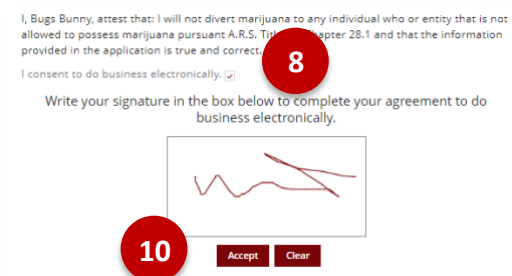 I, Bugs Bunny, attest that: I will not divert marijuana to any individual who or entity that is not
allowed to possess marijuana pursuant A.R.S. 28.1 and that the information
provided in the application is true and correct.
8
I consent to do business electronically.
Write your signature in the box below to complete your agreement to do
business electronically.
10
Accept Clear